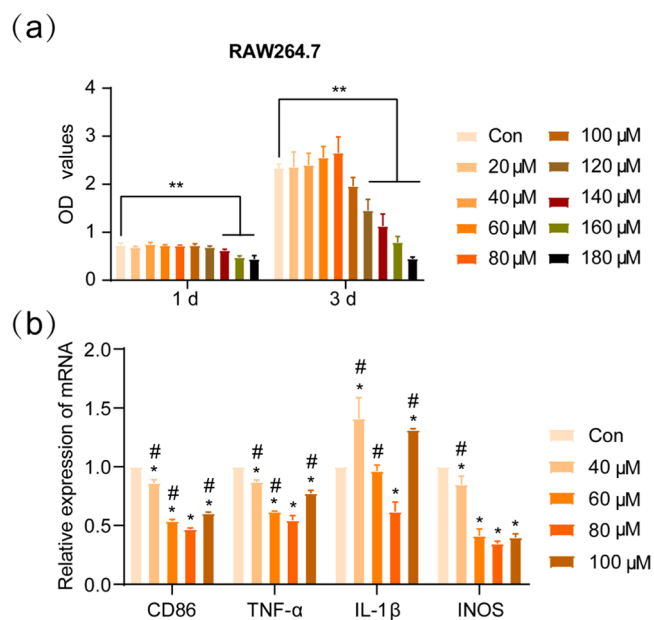 (a)
RAW264.7
OD values
4
3
2
1
0
**
**
1 d
3 d
Con
20 μM
40 μM
60 μM
80 μM
100 μM
120 μM
140 μM
160 μM
180 μM
(b)
Relative expression of mRNA
2.0
1.5
1.0
0.5
0.0
#
*
#
*
*
#
*
#
*
#
*
*
#
*
#
*
#
*
#
*
#
*
*
*
*
CD86
TNF-α
IL-1β
INOS
Con
40 μM
60 μM
80 μM
100 μM